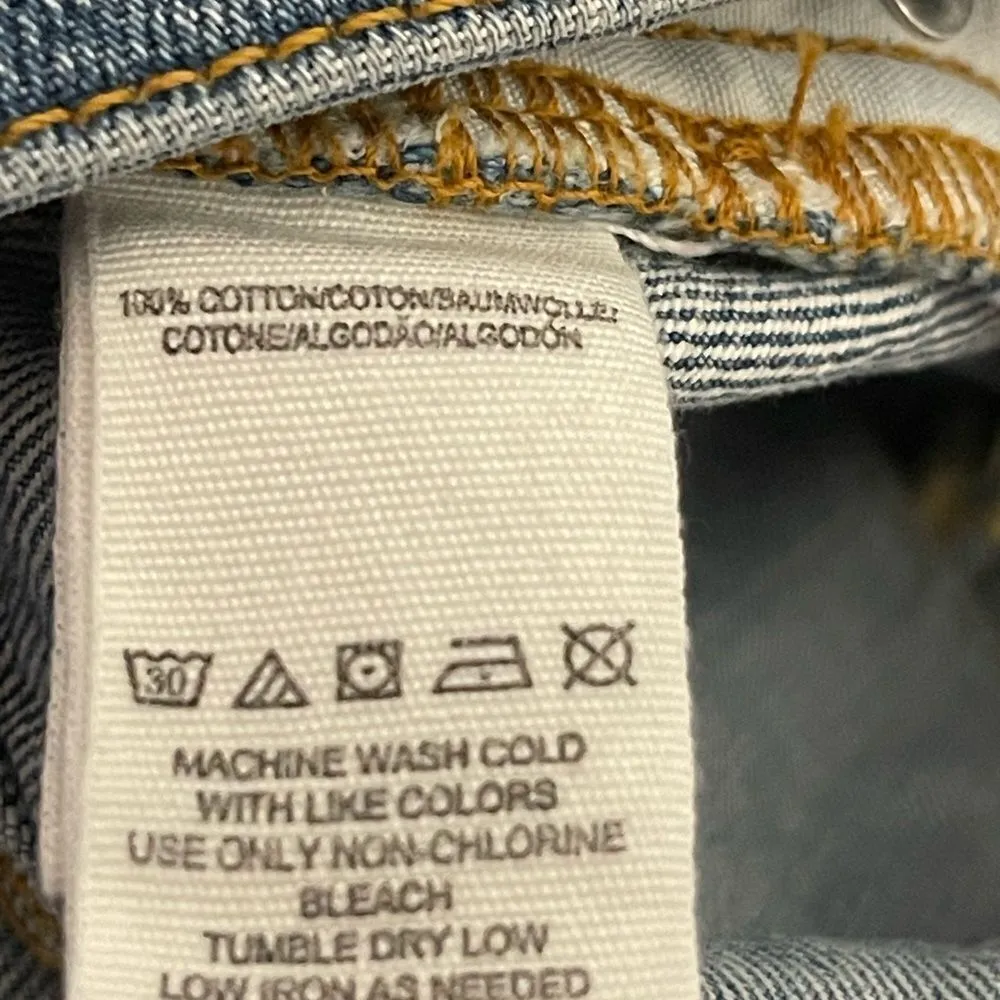 100% COTTON/COTON/BAUMWOLLE/
COTONE/ALGODÃO/ALGODÓN
30
MACHINE WASH COLD
WITH LIKE COLORS
USE ONLY NON-CHLORINE
BLEACH
TUMBLE DRY LOW
LOW IRON AS NEEDED